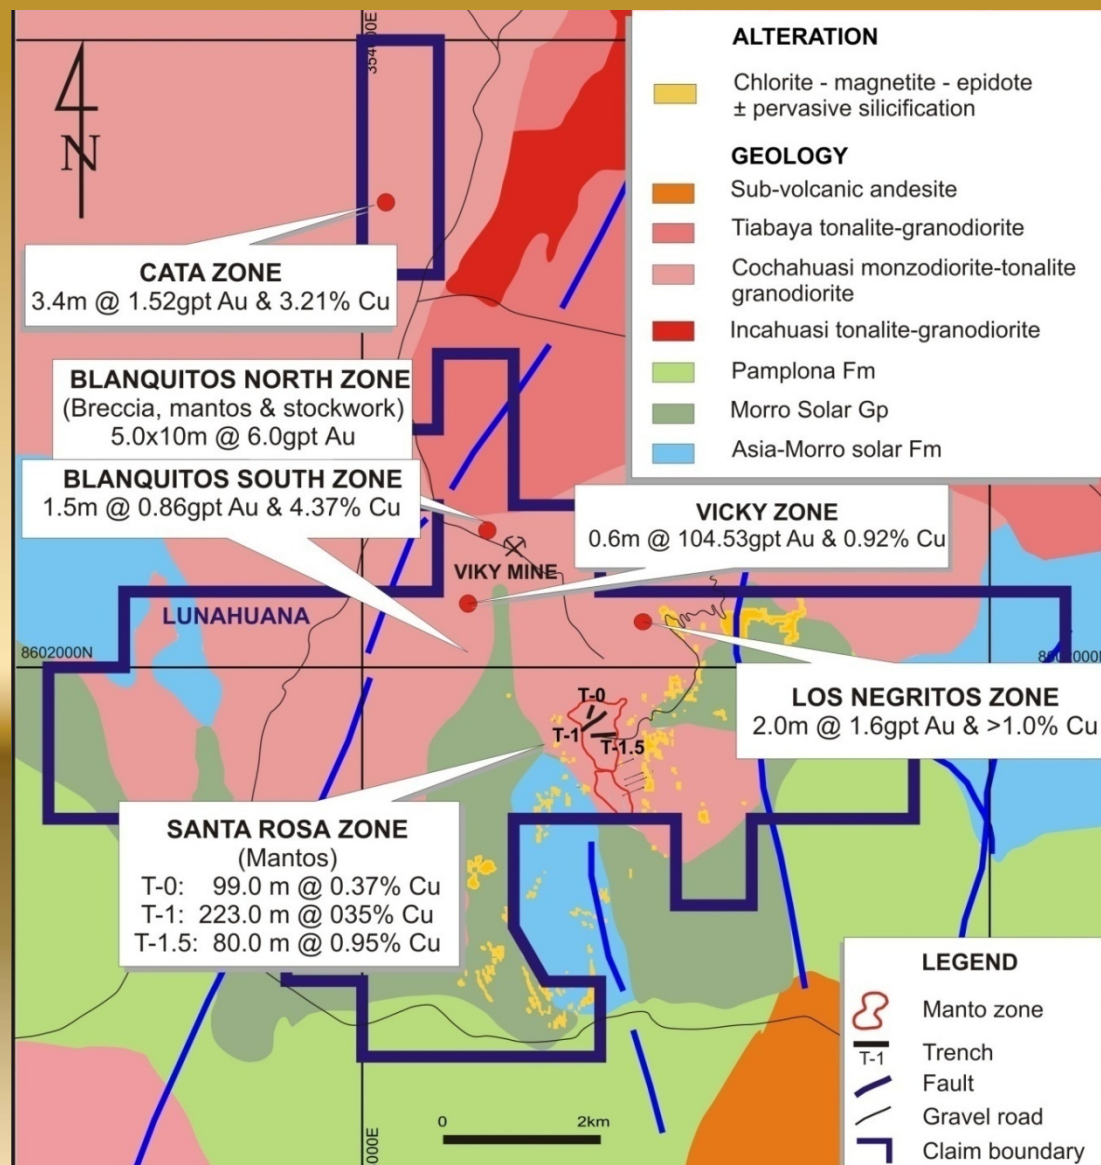 ALTERATION
Chlorite - magnetite - epidote
± pervasive silicification
GEOLOGY
Sub-volcanic andesite
Tiabaya tonalite-granodiorite
Cochahuasi monzodiorite-tonalite
granodiorite
Incahuasi tonalite-granodiorite
Pamplona Fm
Morro Solar Gp
Asia-Morro solar Fm
N
CATA ZONE
3.4m @ 1.52gpt Au & 3.21% Cu
BLANQUITOS NORTH ZONE
(Breccia, mantos & stockwork)
5.0x10m @ 6.0gpt Au
BLANQUITOS SOUTH ZONE
1.5m @ 0.86gpt Au & 4.37% Cu
VICKY ZONE
0.6m @ 104.53gpt Au & 0.92% Cu
VIKY MINE
LUNAHUANA
8602000N
LOS NEGRITOS ZONE
2.0m @ 1.6gpt Au & >1.0% Cu
T-0
T-1
T-1.5
SANTA ROSA ZONE
(Mantos)
T-0: 99.0 m @ 0.37% Cu
T-1: 223.0 m @ 035% Cu
T-1.5: 80.0 m @ 0.95% Cu
0 2km
LEGEND
Manto zone
T-1 Trench
Fault
Gravel road
Claim boundary